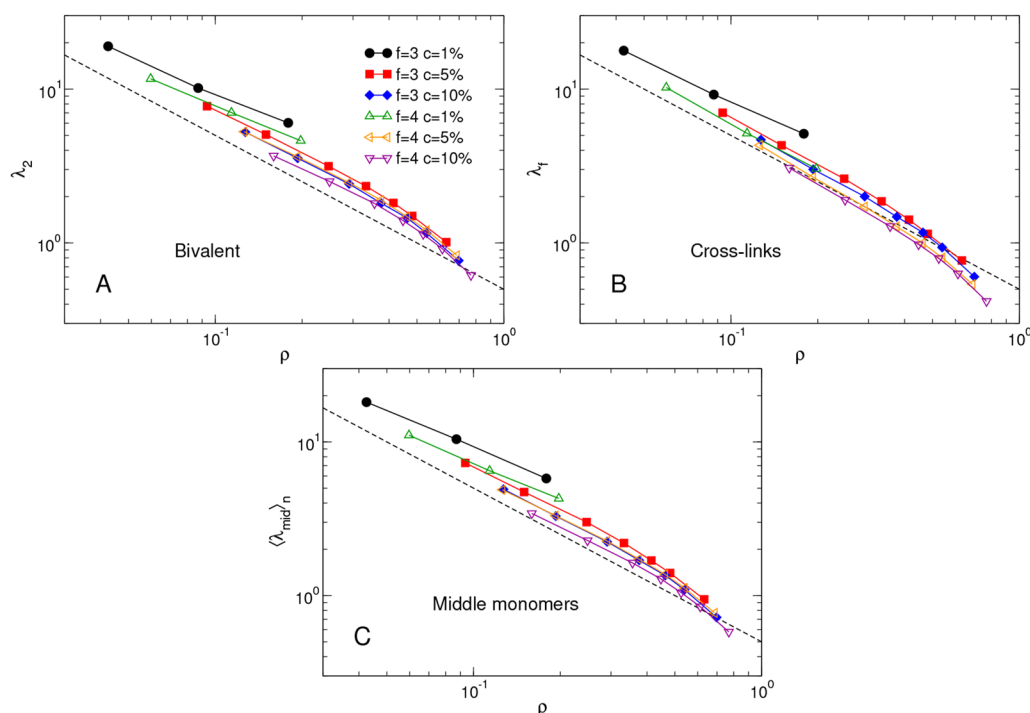 10¹
10⁰
λ₂
f=3 c=1%
f=3 c=5%
f=3 c=10%
f=4 c=1%
f=4 c=5%
f=4 c=10%
Bivalent
A
10⁻¹
10⁰
ρ
10¹
10⁰
λf
Cross-links
B
10⁻¹
10⁰
ρ
10¹
10⁰
⟨λmid⟩ₙ
Middle monomers
C
10⁻¹
10⁰
ρ